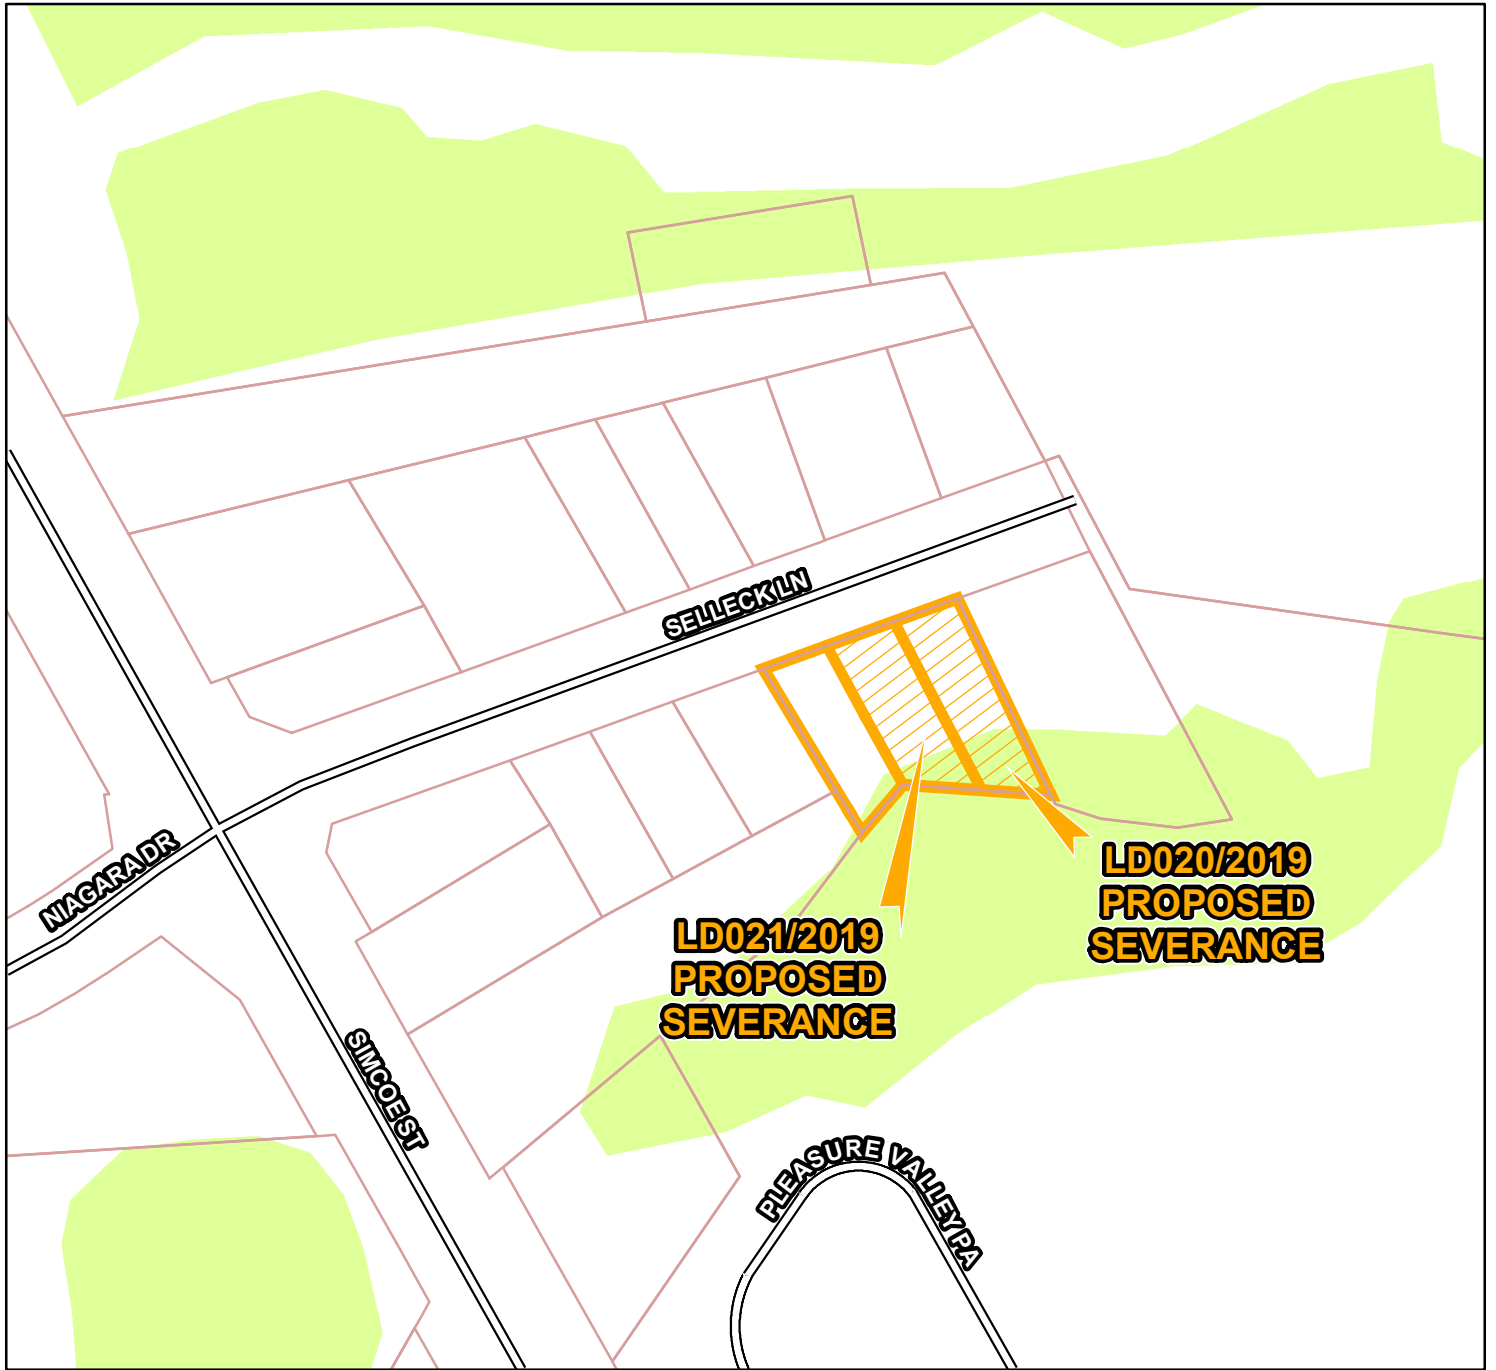 SELLECK LN
NIAGARA DR
LD020/2019
PROPOSED
SEVERANCE
LD021/2019
PROPOSED
SEVERANCE
SIMCOE ST
PLEASURE VALLEY PA